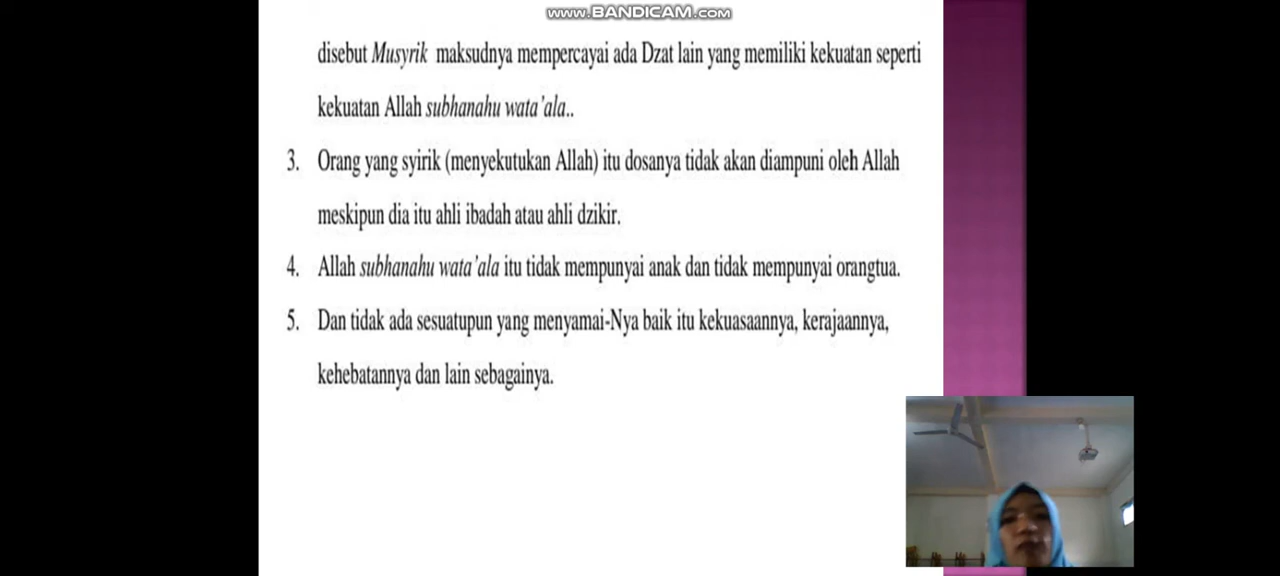 www.BANDICAM.com
disebut Musyrik maksudnya mempercayai ada Dzat lain yang memiliki kekuatan seperti
kekuatan Allah subhanahu wata’ala..
3. Orang yang syirik (menyekutukan Allah) itu dosanya tidak akan diampuni oleh Allah
meskipun dia itu ahli ibadah atau ahli dzikir.
4. Allah subhanahu wata’ala itu tidak mempunyai anak dan tidak mempunyai orangtua.
5. Dan tidak ada sesuatupun yang menyamai-Nya baik itu kekuasaannya, kerajaannya,
kehebatannya dan lain sebagainya.